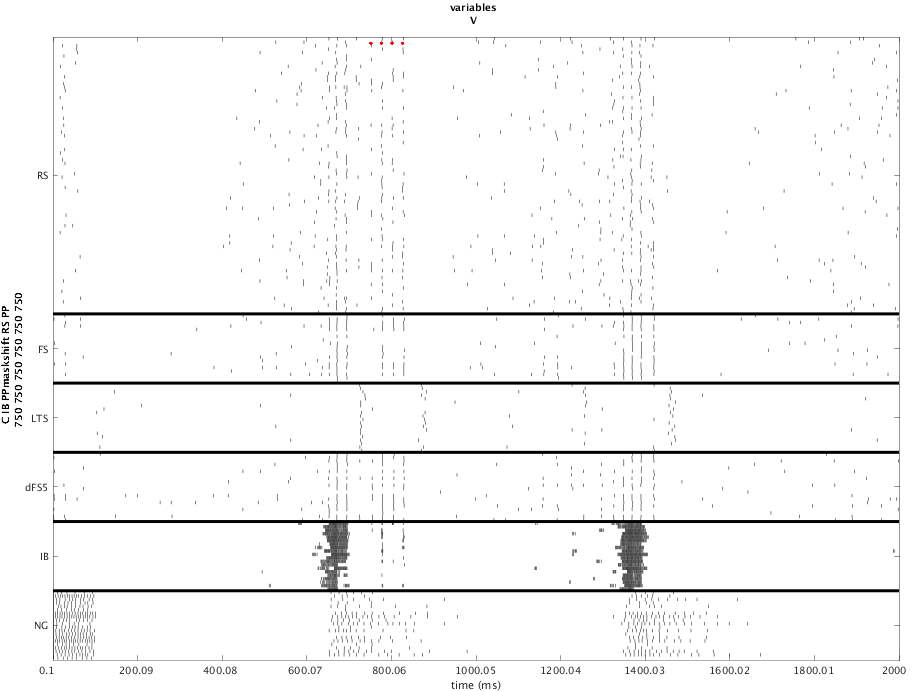 variables
V
C IB PPmaskshift RS PP
750 750 750 750 750 750
RS
FS
LTS
dFS5
IB
NG
0.1 200.09 400.08 600.07 800.06 1000.05 1200.04 1400.03 1600.02 1800.01 2000
time (ms)